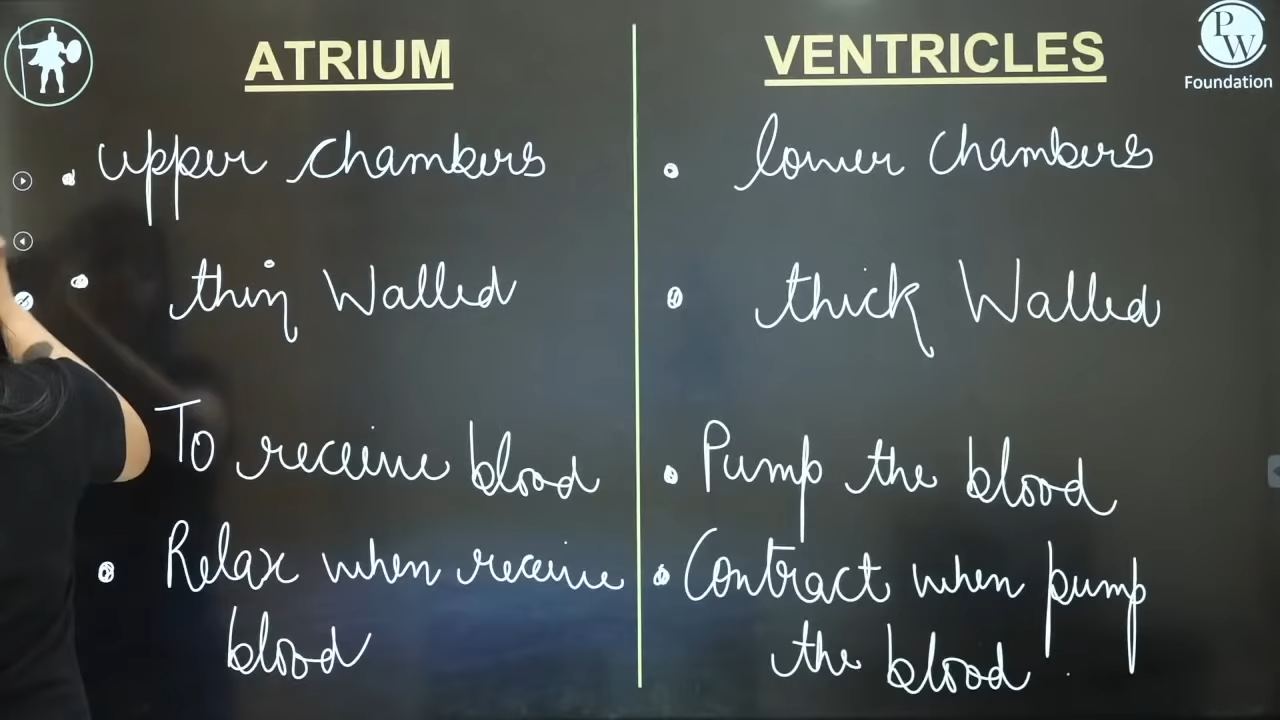 ATRIUM
upper chambers
thin Walled
To receive blood
Relax when receive
blood
VENTRICLES
lower chambers
thick Walled
Pump the blood
Contract when pump
the blood
PW
Foundation